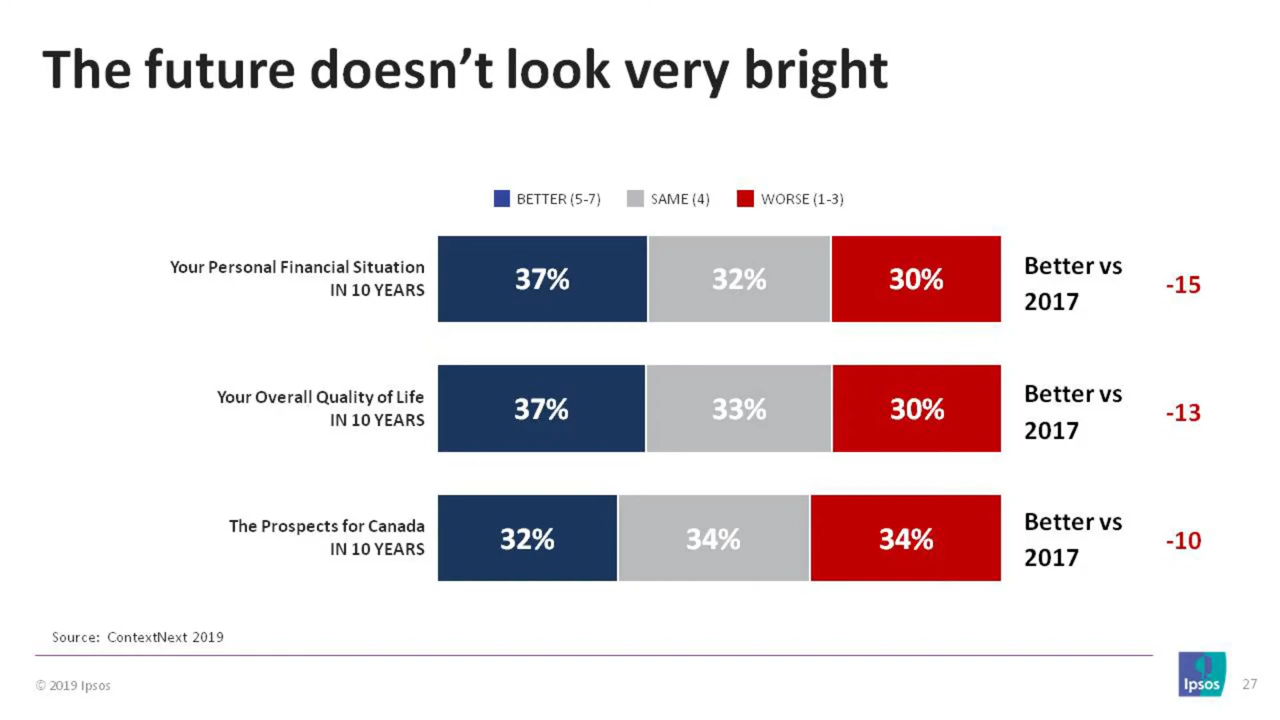 The future doesn’t look very bright
BETTER (5-7) SAME (4) WORSE (1-3)
Your Personal Financial Situation
IN 10 YEARS
37% 32% 30%
Better vs
2017
-15
Your Overall Quality of Life
IN 10 YEARS
37% 33% 30%
Better vs
2017
-13
The Prospects for Canada
IN 10 YEARS
32% 34% 34%
Better vs
2017
-10
Source: ContextNext 2019
© 2019 Ipsos
Ipsos
27